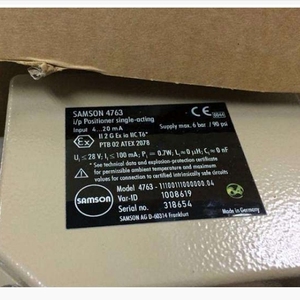 SAMSON 4763
i/p Positioner single-acting
Input 4...20 mA
Supply max. 6 bar / 90 psi
II 2 G Ex ia IIC T6*
PTB 02 ATEX 2078
Ui ≤ 28 V; Ii ≤ 100 mA; Pi = 0.7W; Li ≈ 0; Ci ≈ 0 nF
* See technical data and explosion-protection certificate
for permissible ambient temperature and maximum
values for connection to certified intrinsically safe circuits
Model 4763 - 1110011000000.04
Var-ID 1008619
Serial no. 318654
SAMSON
SAMSON AG D-60314 Frankfurt
Made in Germany